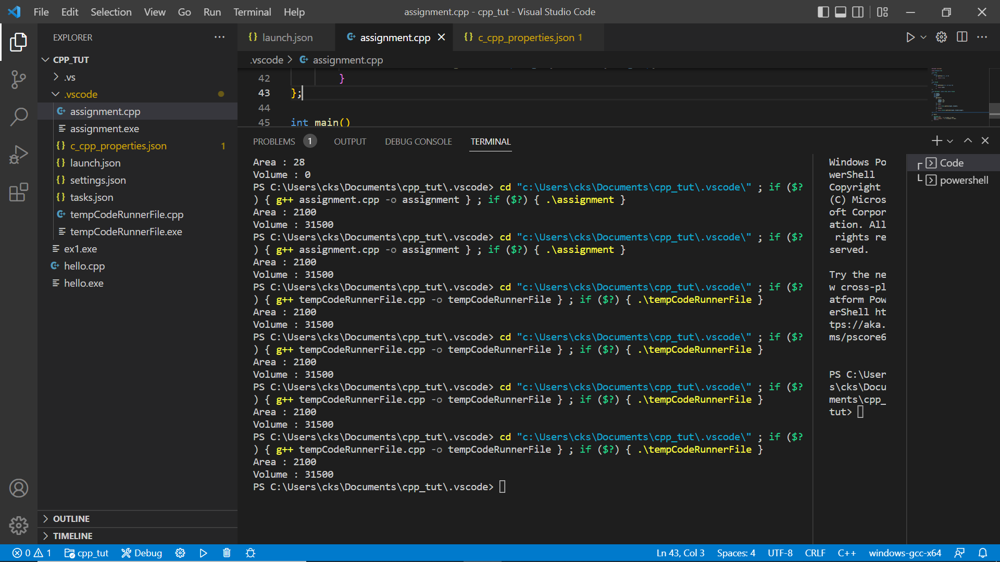 File Edit Selection View Go Run Terminal Help
assignment.cpp - cpp_tut - Visual Studio Code
EXPLORER
CPP_TUT
.vs
.vscode
assignment.cpp
assignment.exe
c_cpp_properties.json 1
launch.json
settings.json
tasks.json
tempCodeRunnerFile.cpp
tempCodeRunnerFile.exe
ex1.exe
hello.cpp
hello.exe
OUTLINE
TIMELINE
launch.json
assignment.cpp
c_cpp_properties.json 1
.vscode > assignment.cpp
42 }
43 };
44
45 int main()
PROBLEMS 1 OUTPUT DEBUG CONSOLE TERMINAL
Area : 28
Volume : 0
PS C:\Users\cks\Documents\cpp_tut\.vscode> cd "c:\Users\cks\Documents\cpp_tut\.vscode\" ; if ($?
) { g++ assignment.cpp -o assignment } ; if ($?) { .\assignment }
Area : 2100
Volume : 31500
PS C:\Users\cks\Documents\cpp_tut\.vscode> cd "c:\Users\cks\Documents\cpp_tut\.vscode\" ; if ($?
) { g++ assignment.cpp -o assignment } ; if ($?) { .\assignment }
Area : 2100
Volume : 31500
PS C:\Users\cks\Documents\cpp_tut\.vscode> cd "c:\Users\cks\Documents\cpp_tut\.vscode\" ; if ($?
) { g++ tempCodeRunnerFile.cpp -o tempCodeRunnerFile } ; if ($?) { .\tempCodeRunnerFile }
Area : 2100
Volume : 31500
PS C:\Users\cks\Documents\cpp_tut\.vscode> cd "c:\Users\cks\Documents\cpp_tut\.vscode\" ; if ($?
) { g++ tempCodeRunnerFile.cpp -o tempCodeRunnerFile } ; if ($?) { .\tempCodeRunnerFile }
Area : 2100
Volume : 31500
PS C:\Users\cks\Documents\cpp_tut\.vscode> cd "c:\Users\cks\Documents\cpp_tut\.vscode\" ; if ($?
) { g++ tempCodeRunnerFile.cpp -o tempCodeRunnerFile } ; if ($?) { .\tempCodeRunnerFile }
Area : 2100
Volume : 31500
PS C:\Users\cks\Documents\cpp_tut\.vscode> cd "c:\Users\cks\Documents\cpp_tut\.vscode\" ; if ($?
) { g++ tempCodeRunnerFile.cpp -o tempCodeRunnerFile } ; if ($?) { .\tempCodeRunnerFile }
Area : 2100
Volume : 31500
PS C:\Users\cks\Documents\cpp_tut\.vscode>
Windows Po
werShell
Copyright
(C) Micros
oft Corpor
ation. All
rights re
served.
Try the ne
w cross-pl
atform Pow
erShell ht
tps://aka.
ms/pscore6
PS C:\User
s\cks\Docu
ments\cpp_
tut>
Code
powershell
0 1 cpp_tut Debug
Ln 43, Col 3 Spaces: 4 UTF-8 CRLF C++ windows-gcc-x64